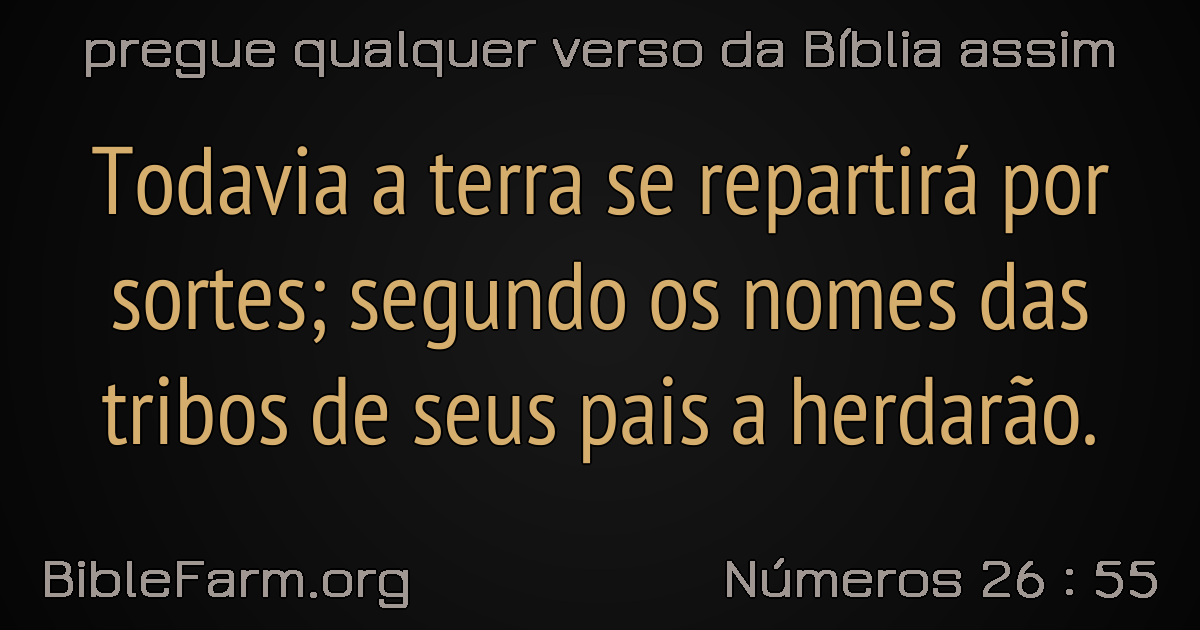 pregue qualquer verso da Bíblia assim
Todavia a terra se repartirá por
sortes; segundo os nomes das
tribos de seus pais a herdarão.
BibleFarm.org
Números 26 : 55